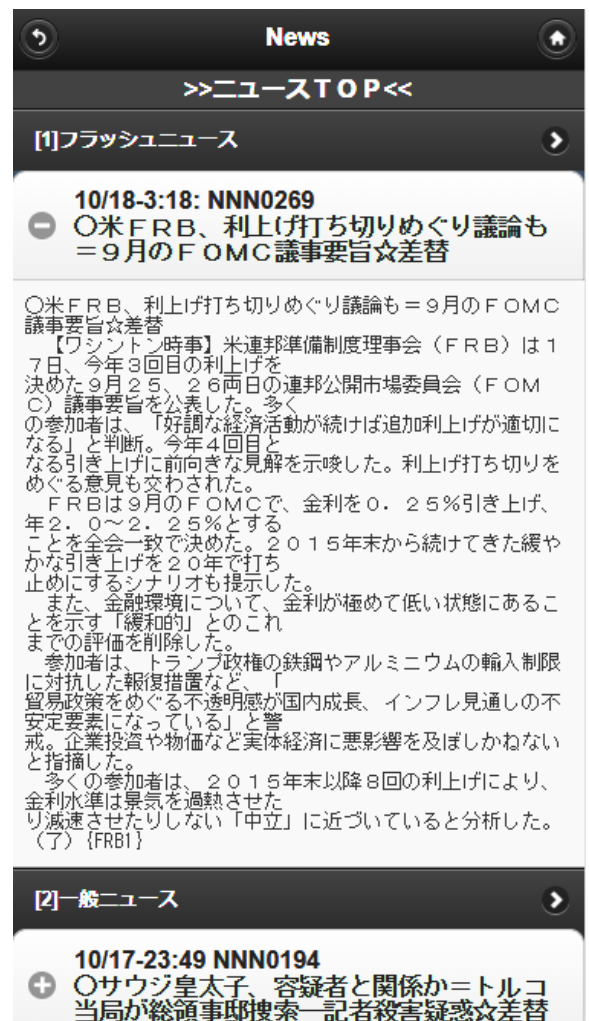 News
>>ニュースＴＯＰ<<
[1]フラッシュニュース
10/18-3:18: NNN0269
〇米ＦＲＢ、利上げ打ち切りめぐり議論も
＝９月のＦＯＭＣ議事要旨☆差替
〇米ＦＲＢ、利上げ打ち切りめぐり議論も＝９月のＦＯＭＣ
議事要旨☆差替
【ワシントン時事】米連邦準備制度理事会（ＦＲＢ）は１
７日、今年３回目の利上げを
決めた９月２５、２６両日の連邦公開市場委員会（ＦＯＭ
Ｃ）議事要旨を公表した。多く
の参加者は、「好調な経済活動が続けば追加利上げが適切に
なる」と判断。今年４回目と
なる引き上げに前向きな見解を示唆した。利上げ打ち切りを
めぐる意見も交わされた。
ＦＲＢは９月のＦＯＭＣで、金利を０．２５％引き上げ、
年２．０～２．２５％とする
ことを全会一致で決めた。２０１５年末から続けてきた緩や
かな引き上げを２０年で打ち
止めにするシナリオも提示した。
また、金融環境について、金利が極めて低い状態にあるこ
とを示す「緩和的」とのこれ
までの評価を削除した。
参加者は、トランプ政権の鉄鋼やアルミニウムの輸入制限
に対抗した報復措置など、「
貿易政策をめぐる不透明感が国内成長、インフレ見通しの不
安定要素になっている」と警
戒。企業投資や物価など実体経済に悪影響を及ぼしかねない
と指摘した。
多くの参加者は、２０１５年末以降８回の利上げにより、
金利水準は景気を過熱させた
り減速させたりしない「中立」に近づいていると分析した。
（了）{FRB1}
[2]一般ニュース
10/17-23:49 NNN0194
〇サウジ皇太子、容疑者と関係か＝トルコ
当局が総領事邸捜索―記者殺害疑惑☆差替